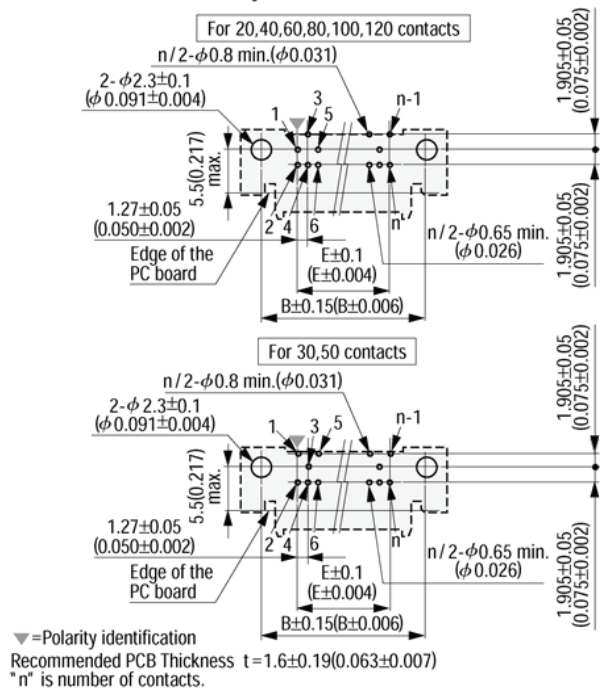 For 20,40,60,80,100,120 contacts
n/2-ϕ0.8 min.(ϕ0.031)
2-ϕ2.3±0.1
(ϕ0.091±0.004)
1
3
5
n-1
1.905±0.05
(0.075±0.002)
5.5(0.217)
max.
1.27±0.05
(0.050±0.002)
2
4
6
n
n/2-ϕ0.65 min.
(ϕ0.026)
1.905±0.05
(0.075±0.002)
Edge of the
PC board
E±0.1
(E±0.004)
B±0.15(B±0.006)
For 30,50 contacts
n/2-ϕ0.8 min.(ϕ0.031)
2-ϕ2.3±0.1
(ϕ0.091±0.004)
1
3
5
n-1
1.905±0.05
(0.075±0.002)
5.5(0.217)
max.
1.27±0.05
(0.050±0.002)
2
4
6
n
n/2-ϕ0.65 min.
(ϕ0.026)
1.905±0.05
(0.075±0.002)
Edge of the
PC board
E±0.1
(E±0.004)
B±0.15(B±0.006)
▼=Polarity identification
Recommended PCB Thickness t=1.6±0.19(0.063±0.007)
"n" is number of contacts.